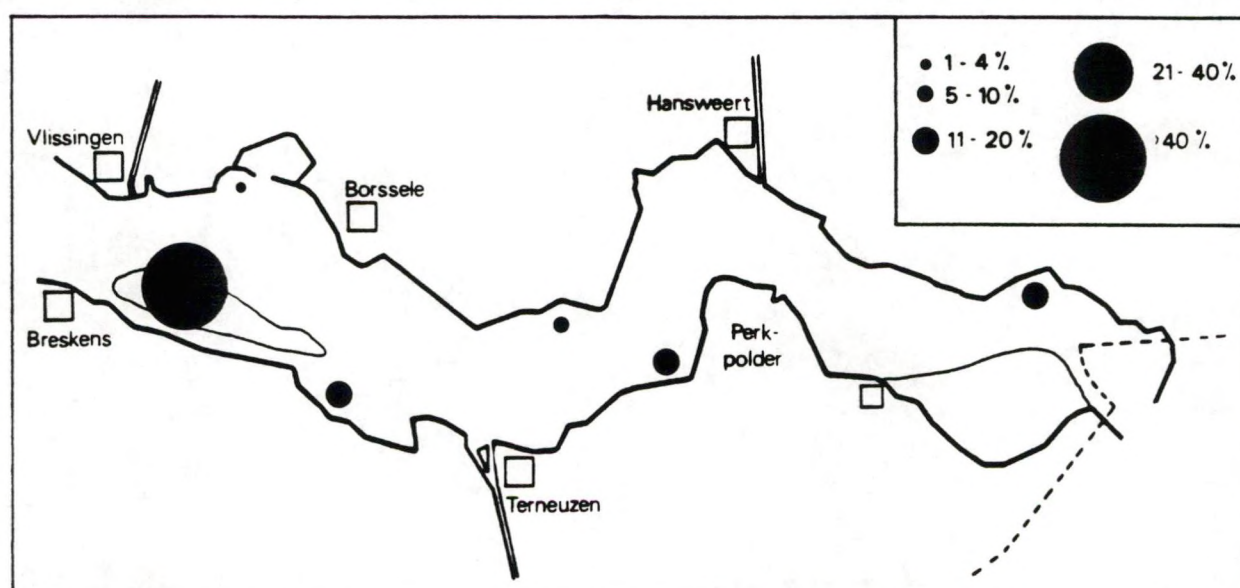 1 - 4 %
5 - 10 %
11 - 20 %
21 - 40 %
>40 %
Hansweert
Vlissingen
Borssele
Breskens
Perk-
polder
Terneuzen